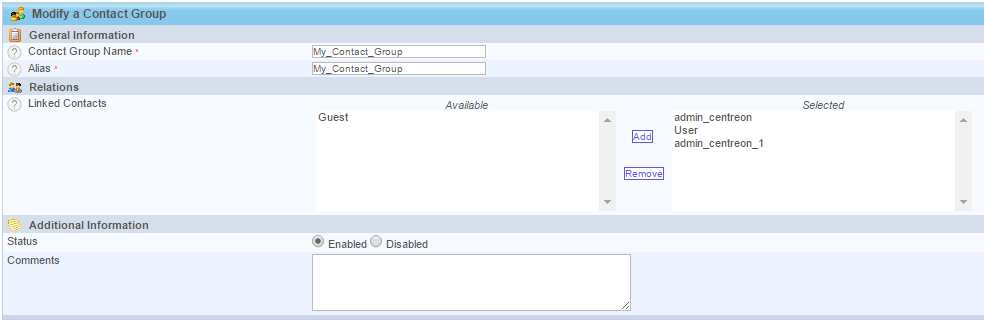 Modify a Contact Group
General Information
? Contact Group Name * My_Contact_Group
? Alias * My_Contact_Group
Relations
? Linked Contacts
Available Selected
Guest admin_centreon
Add User
admin_centreon_1
Remove
Additional Information
Status Enabled Disabled
Comments